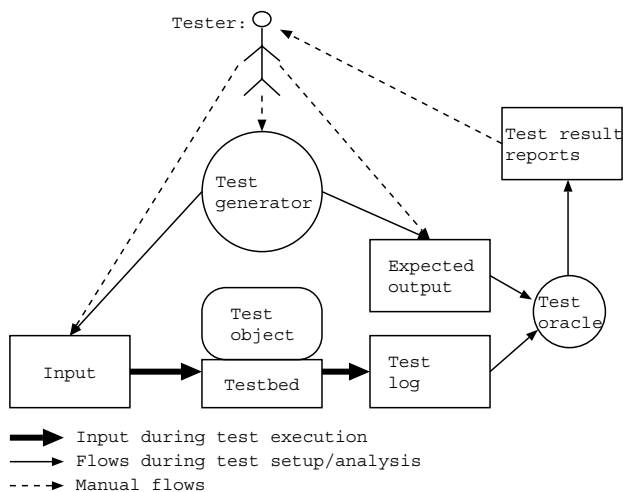 Tester:
Test result
reports
Test
generator
Expected
output
Test
oracle
Test
object
Input
Testbed
Test
log
Input during test execution
Flows during test setup/analysis
Manual flows